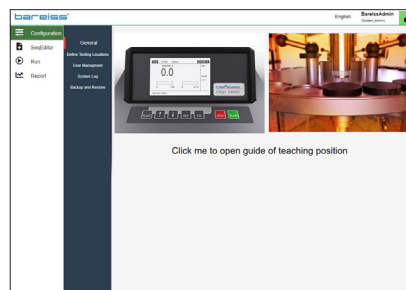 bareiss
English
BareissAdmin
(System_Admin)
Configuration
SeqEditor
Run
Report
General
Define Testing Locations
User Managment
System Log
Backup and Restore
0.0
Click me to open guide of teaching position